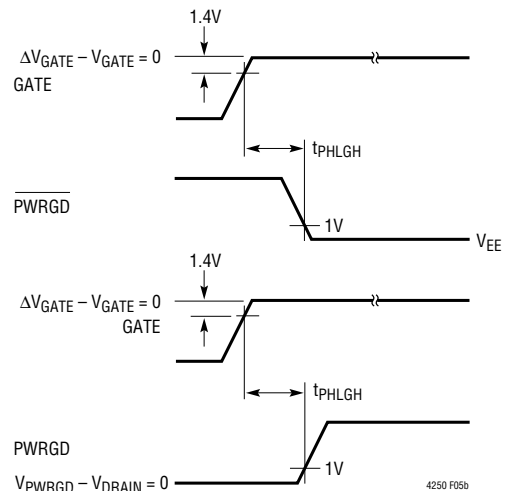 1.4V
ΔVGATE – VGATE = 0
GATE
tPHLGH
PWRGD
1V
VEE
1.4V
ΔVGATE – VGATE = 0
GATE
tPHLGH
PWRGD
1V
VPWRGD – VDRAIN = 0
4250 F05b